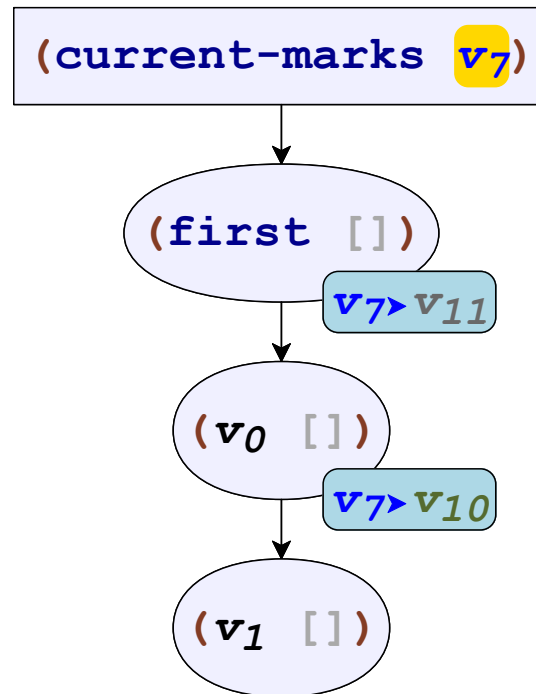 (current-marks v7)
(first [])
v7➤v11
(v0 [])
v7➤v10
(v1 [])